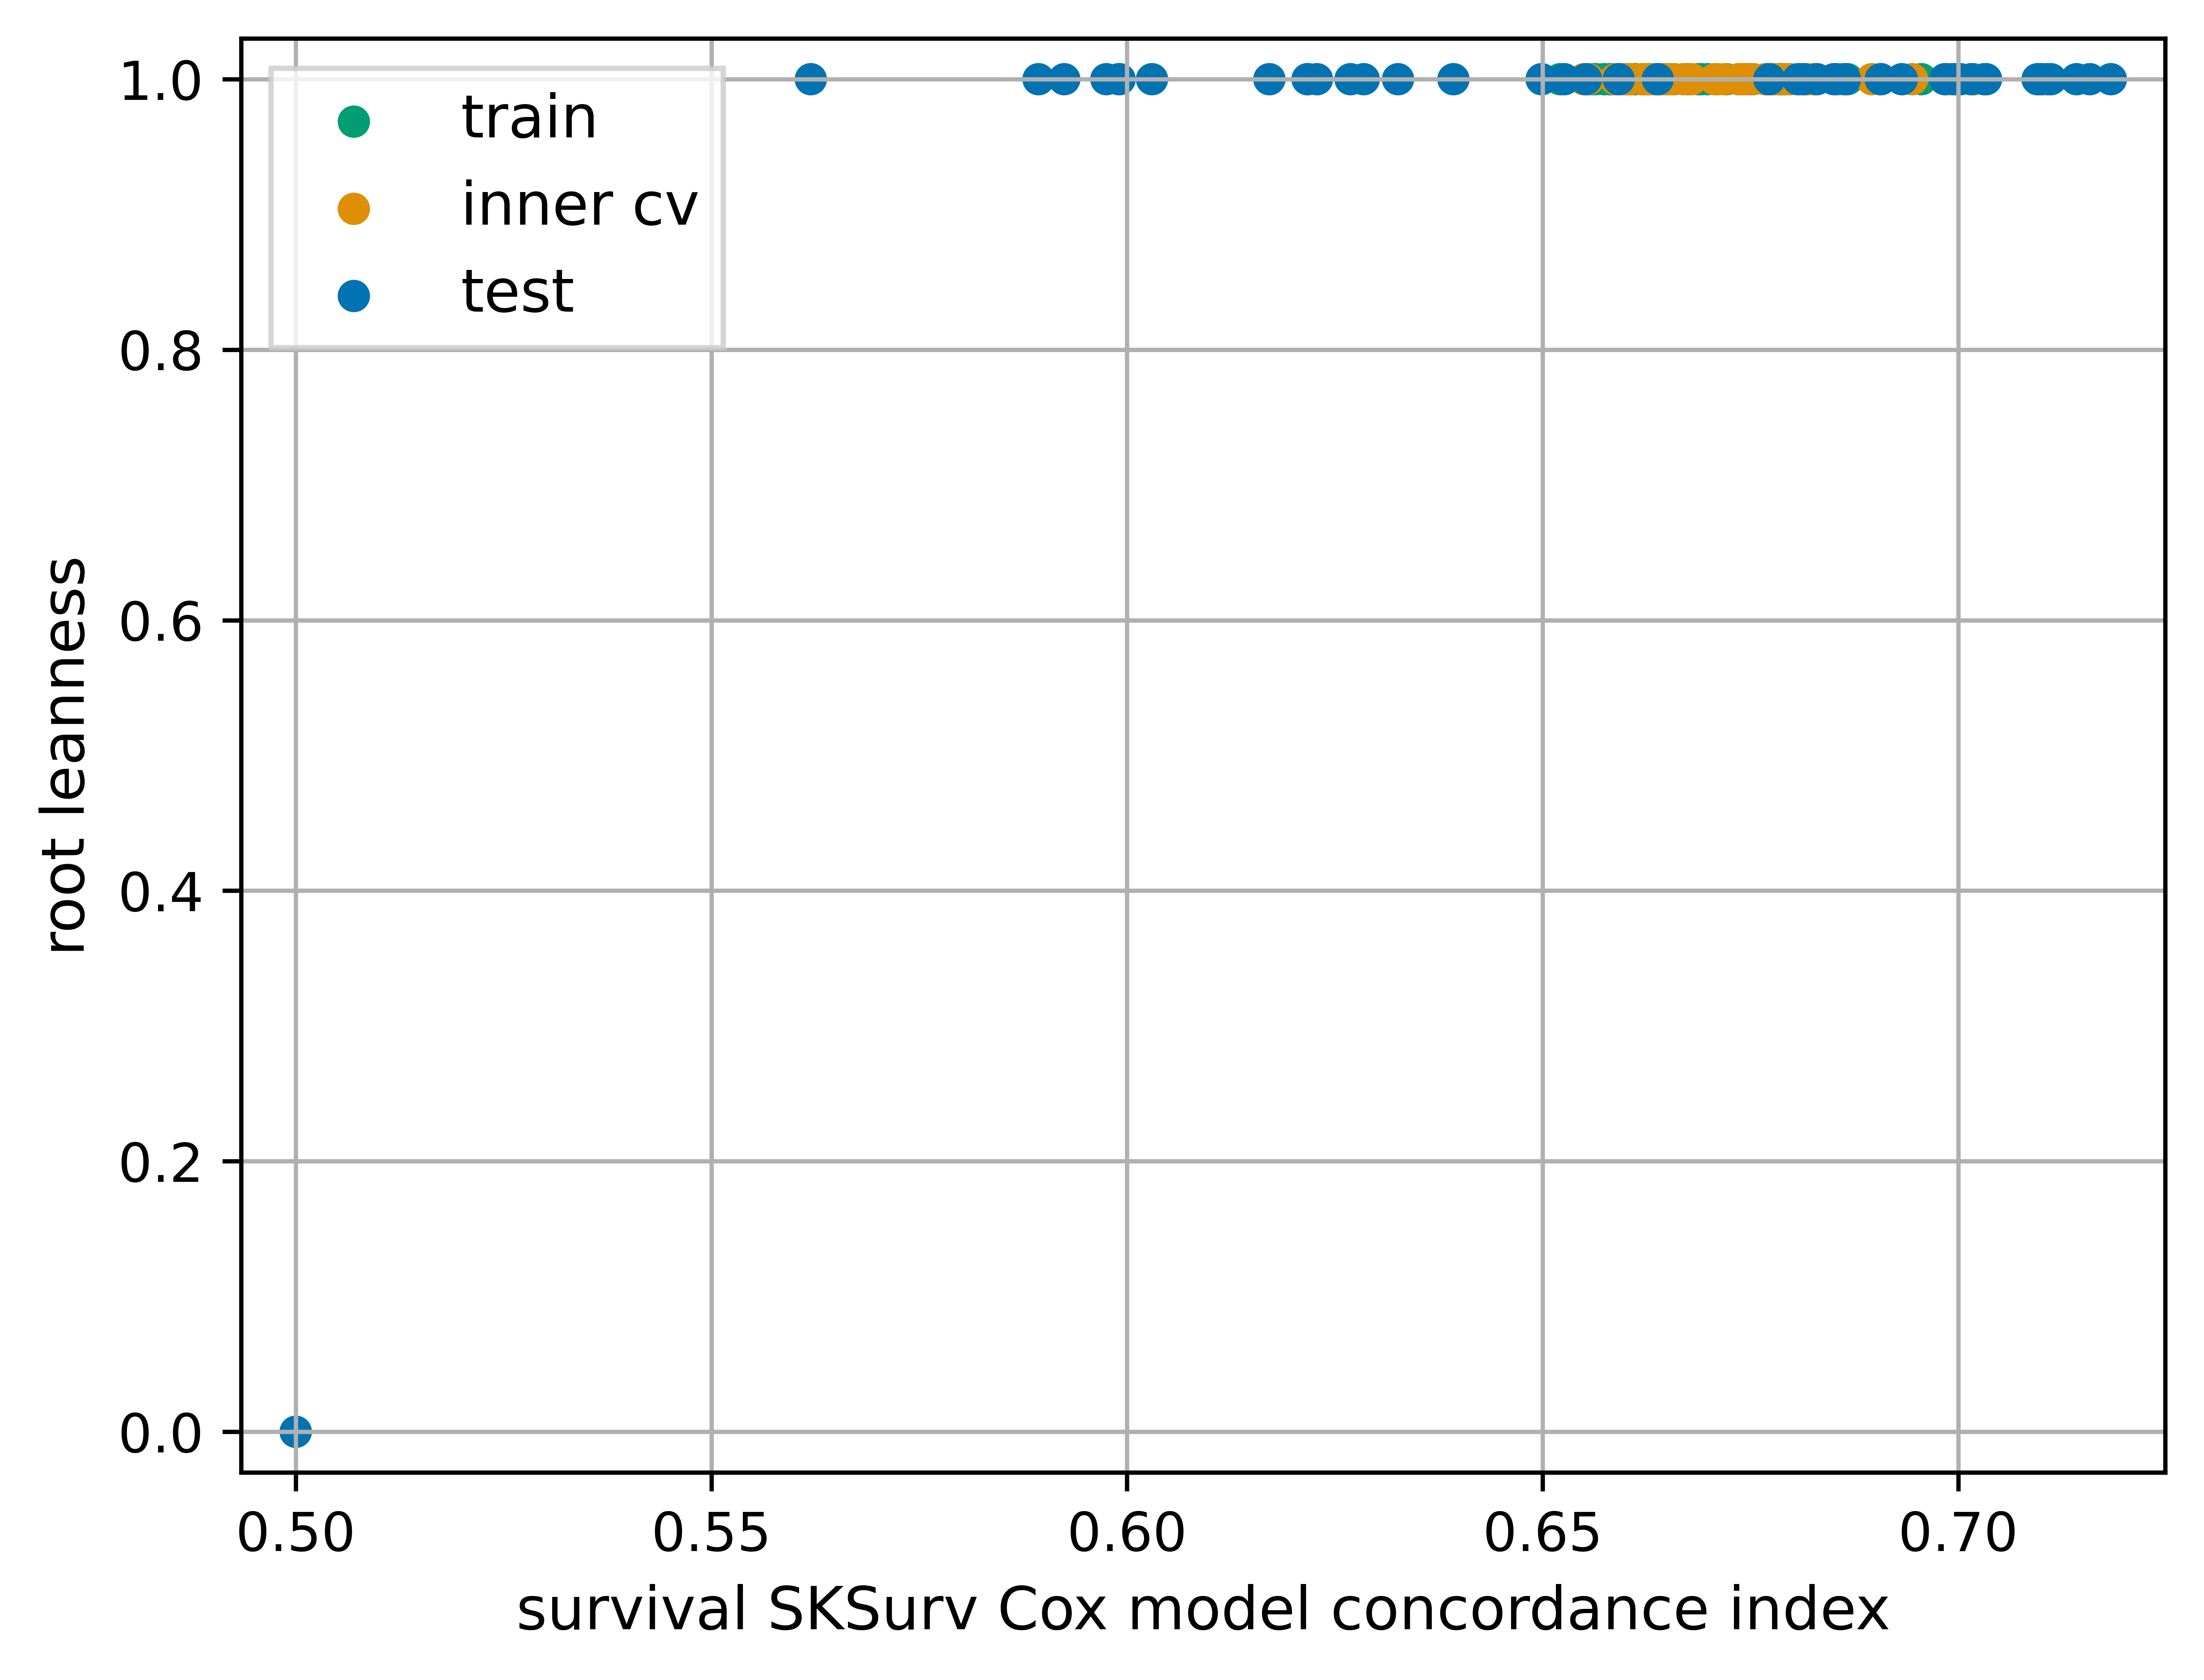 train
inner cv
test
1.0
0.8
0.6
0.4
0.2
0.0
root leanness
0.50 0.55 0.60 0.65 0.70
survival SKSurv Cox model concordance index